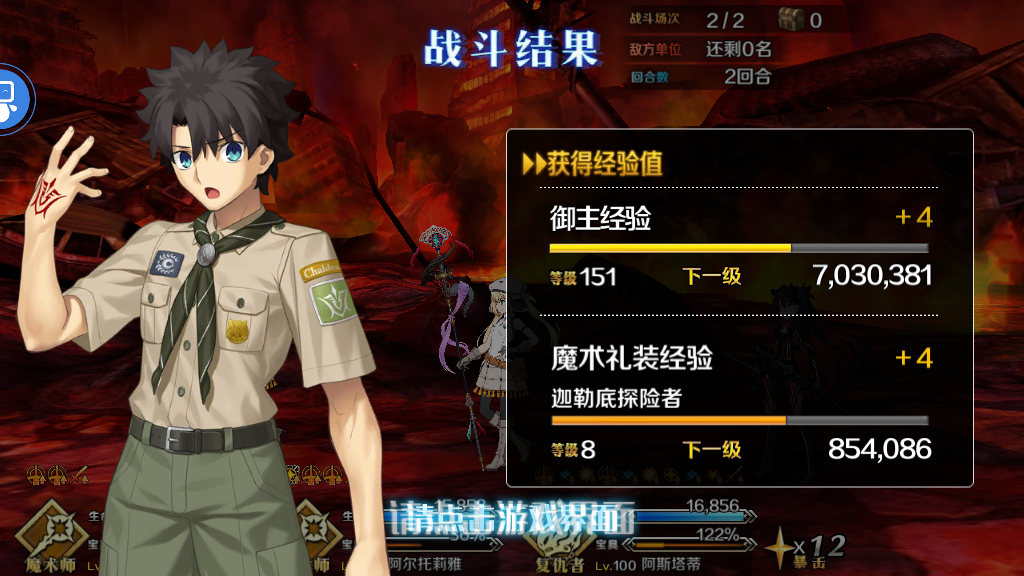 战斗结果
战斗场次 2/2 0
敌方单位 还剩0名
回合数 2回合
获得经验值
御主经验 +4
等级151 下一级 7,030,381
魔术礼装经验 +4
迦勒底探险者
等级8 下一级 854,086
Chaldea
请点击游戏界面
16,856
122%
宝具
x12
暴击
魔术师 Lv
师
阿尔托莉雅
复仇者 Lv.100 阿斯塔蒂